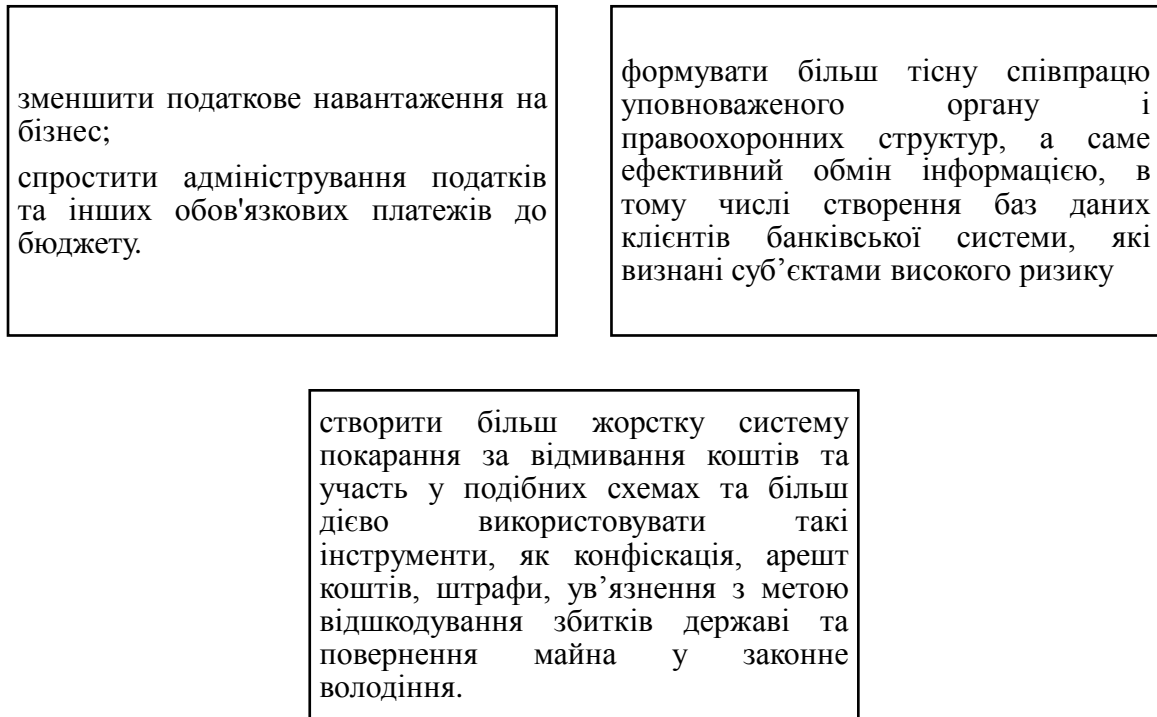 зменшити податкове навантаження на
бізнес;
спростити адміністрування податків
та інших обов'язкових платежів до
бюджету.
формувати більш тісну співпрацю
уповноваженого органу і
правоохоронних структур, а саме
ефективний обмін інформацією, в
тому числі створення баз даних
клієнтів банківської системи, які
визнані суб’єктами високого ризику
створити більш жорстку систему
покарання за відмивання коштів та
участь у подібних схемах та більш
дієво використовувати такі
інструменти, як конфіскація, арешт
коштів, штрафи, ув’язнення з метою
відшкодування збитків державі та
повернення майна у законне
володіння.